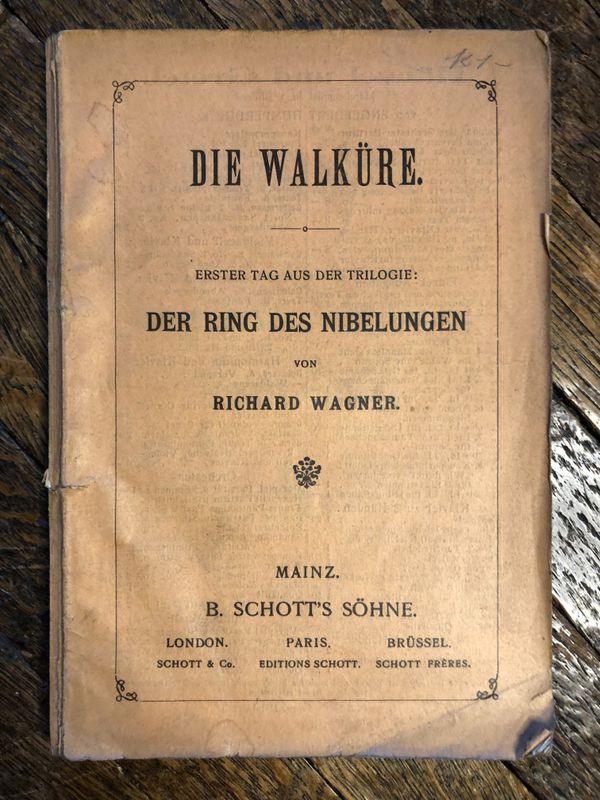 DIE WALKÜRE.
ERSTER TAG AUS DER TRILOGIE:
DER RING DES NIBELUNGEN
VON
RICHARD WAGNER.
MAINZ.
B. SCHOTT'S SÖHNE.
LONDON. PARIS. BRÜSSEL.
SCHOTT & Co. EDITIONS SCHOTT. SCHOTT FRÈRES.